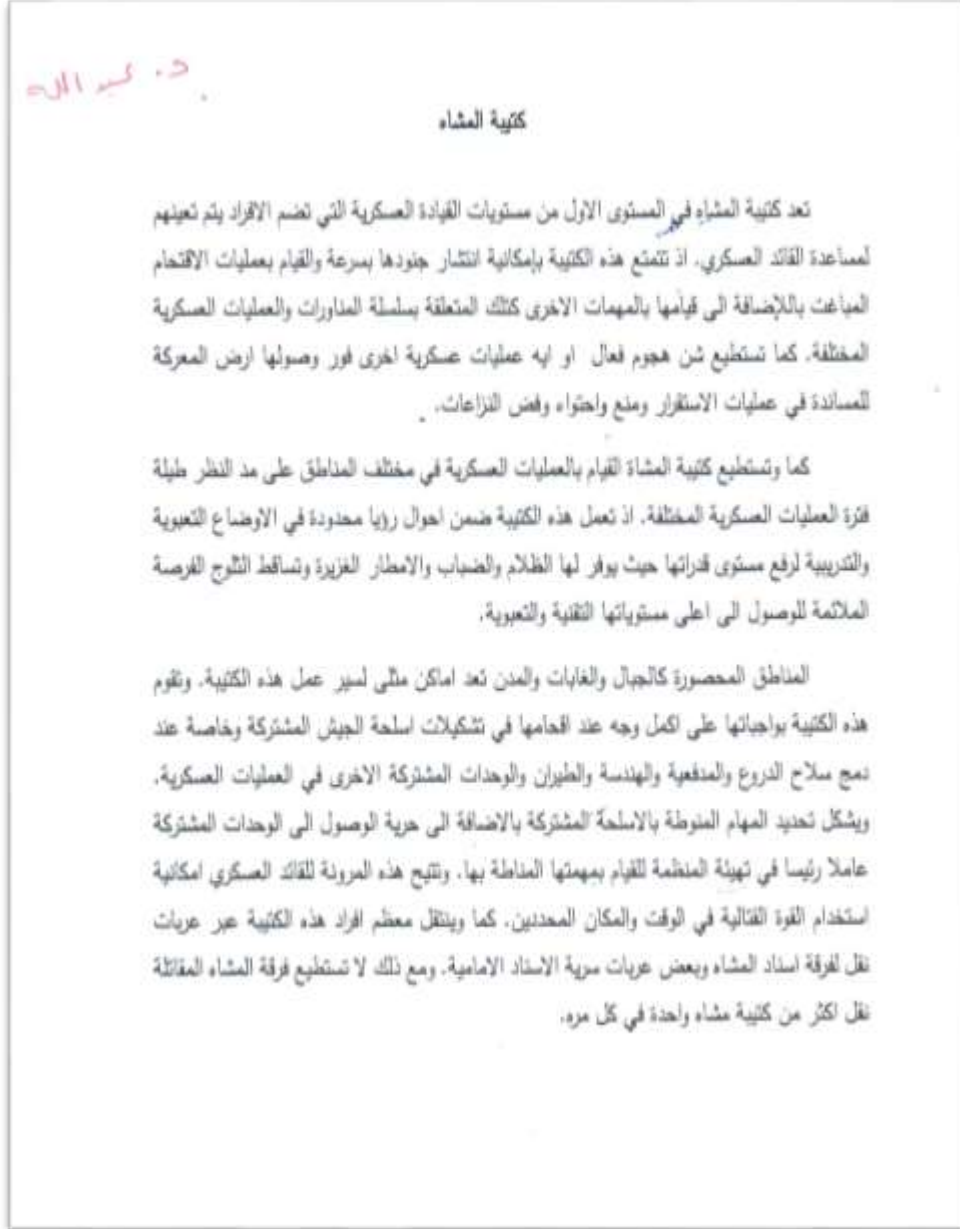 د. عبد الله
كتيبة المشاه
تعد كتيبة المشاه في المستوى الاول من مستويات القيادة العسكرية التي تضم الافراد يتم تعينهم
لمساعدة القائد العسكري. اذ تتمتع هذه الكتيبة بإمكانية انتشار جنودها بسرعة والقيام بعمليات الاقتحام
المباغت باللإضافة الى قيامها بالمهمات الاخرى كتلك المتعلقة بسلسلة المناورات والعمليات العسكرية
المختلفة. كما تستطيع شن هجوم فعال او ايه عمليات عسكرية اخرى فور وصولها ارض المعركة
للمساندة في عمليات الاستقرار ومنع واحتواء وفض النزاعات.
كما وتستطيع كتيبة المشاة القيام بالعمليات العسكرية في مختلف المناطق على مد النظر طيلة
فترة العمليات العسكرية المختلفة. اذ تعمل هذه الكتيبة ضمن احوال رؤيا محدودة في الاوضاع التعبوية
والتدريبية لرفع مستوى قدراتها حيث يوفر لها الظلام والضباب والامطار الغزيرة وتساقط الثلوج الفرصة
الملائمة للوصول الى اعلى مستوياتها التقنية والتعبوية.
المناطق المحصورة كالجبال والغابات والمدن تعد اماكن مثلى لسير عمل هذه الكتيبة. وتقوم
هذه الكتيبة بواجباتها على اكمل وجه عند اقحامها في تشكيلات اسلحة الجيش المشتركة وخاصة عند
دمج سلاح الدروع والمدفعية والهندسة والطيران والوحدات المشتركة الاخرى في العمليات العسكرية.
ويشكل تحديد المهام المنوطة بالاسلحة المشتركة بالاضافة الى حرية الوصول الى الوحدات المشتركة
عاملا رئيسا في تهيئة المنظمة للقيام بمهمتها المناطة بها. وتتيح هذه المرونة للقائد العسكري امكانية
استخدام القوة القتالية في الوقت والمكان المحددين. كما وينتقل معظم افراد هذه الكتيبة عبر عربات
نقل لفرقة اسناد المشاه وبعض عربات سرية الاسناد الامامية. ومع ذلك لا تستطيع فرقة المشاه المقاتلة
نقل اكثر من كتيبة مشاه واحدة في كل مره.